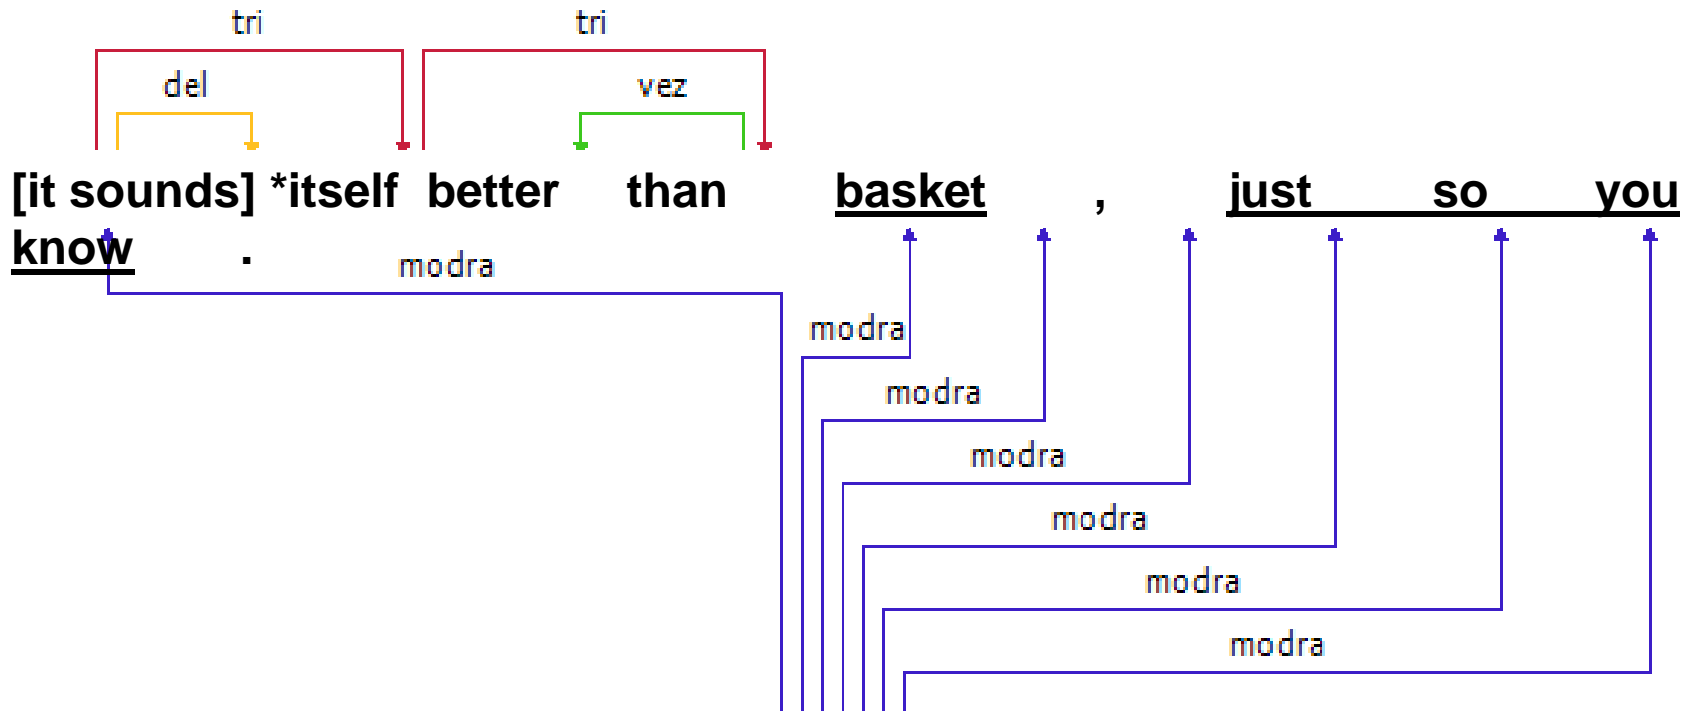 tri tri
del vez
[it sounds] *itself better than basket , just so you
know .
modra
modra
modra
modra
modra
modra
modra